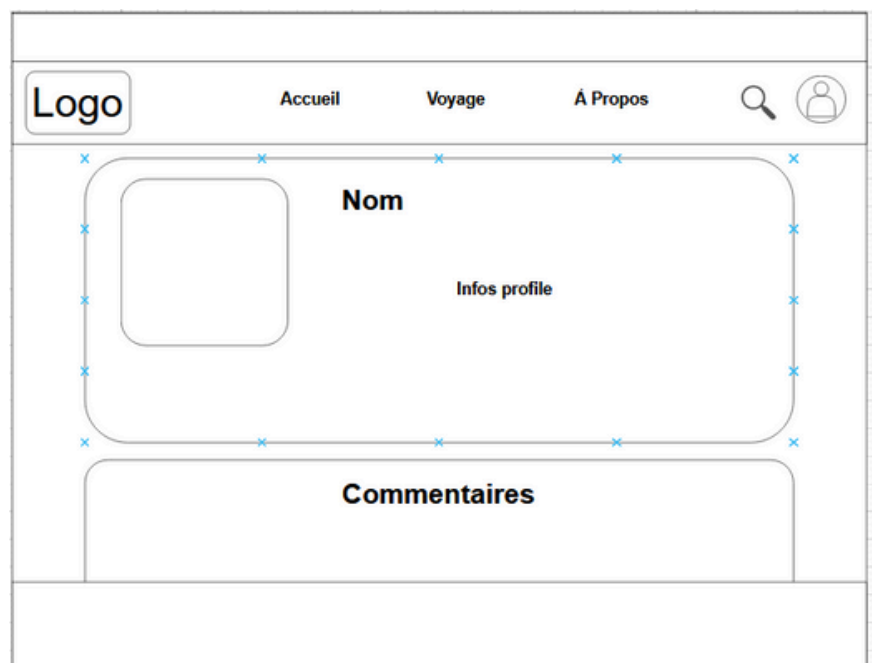 Logo
Accueil Voyage Á Propos
Nom
Infos profile
Commentaires